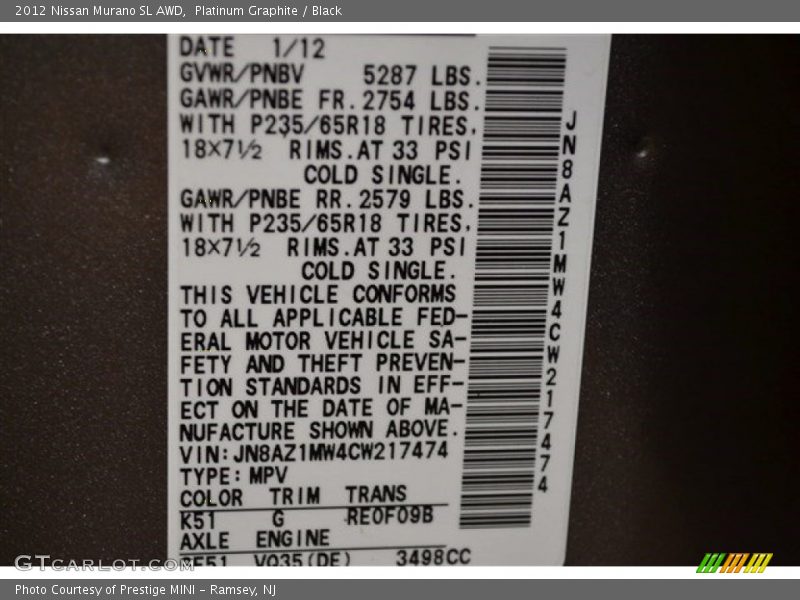 2012 Nissan Murano SL AWD, Platinum Graphite / Black
DATE 1/12
GVWR/PNBV 5287 LBS.
GAWR/PNBE FR. 2754 LBS.
WITH P235/65R18 TIRES,
18×7½ RIMS. AT 33 PSI
COLD SINGLE.
GAWR/PNBE RR. 2579 LBS.
WITH P235/65R18 TIRES,
18×7½ RIMS. AT 33 PSI
COLD SINGLE.
THIS VEHICLE CONFORMS
TO ALL APPLICABLE FED-
ERAL MOTOR VEHICLE SA-
FETY AND THEFT PREVEN-
TION STANDARDS IN EFF-
ECT ON THE DATE OF MA-
NUFACTURE SHOWN ABOVE.
VIN: JN8AZ1MW4CW217474
TYPE: MPV
COLOR TRIM TRANS
K51 G RE0F09B
AXLE ENGINE
VQ35(DE) 3498CC
JN8AZ1MW4CW217474
GTCarLot.com
Photo Courtesy of Prestige MINI - Ramsey, NJ